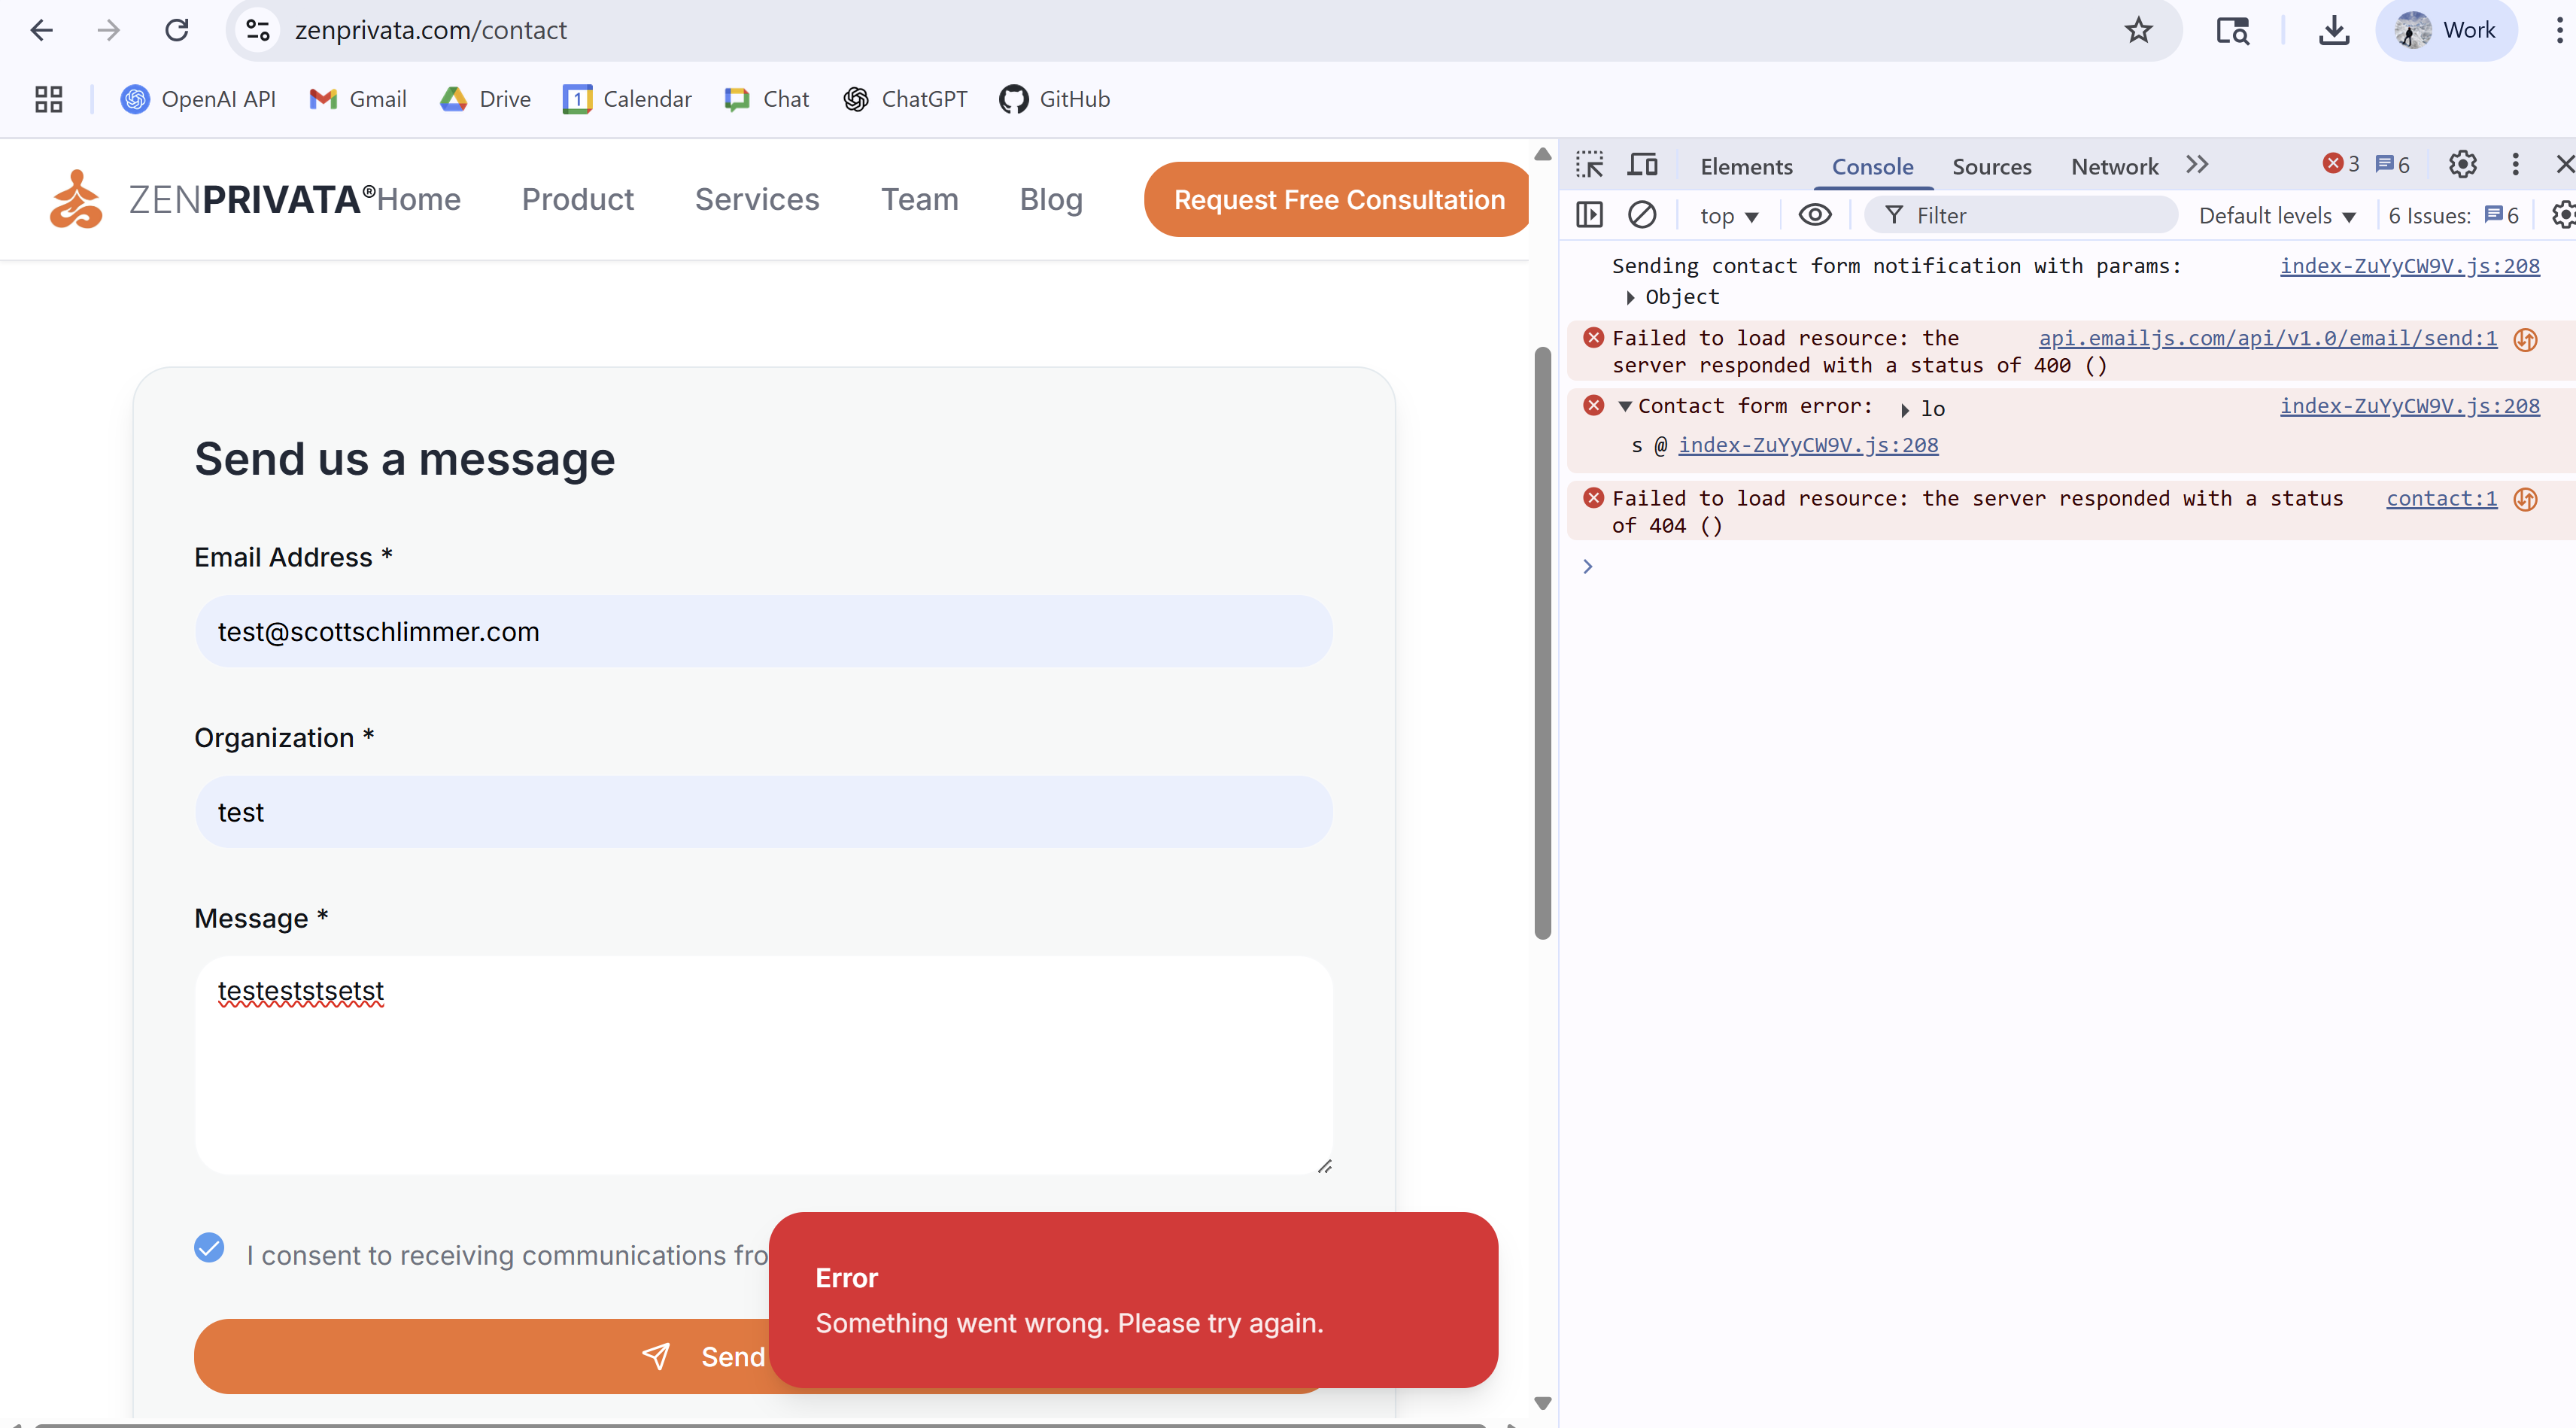 zenprivata.com/contact
Work
OpenAI API
Gmail
Drive
1
Calendar
Chat
ChatGPT
GitHub
ZENPRIVATA®
Home
Product
Services
Team
Blog
Request Free Consultation
Send us a message
Email Address *
test@scottschlimmer.com
Organization *
test
Message *
testeststsetst
I consent to receiving communications fro
Send
Error
Something went wrong. Please try again.
Elements
Console
Sources
Network
3
6
top
Filter
Default levels
6 Issues:
6
Sending contact form notification with params:
index-ZuYyCW9V.js:208
Object
Failed to load resource: the
api.emailjs.com/api/v1.0/email/send:1
server responded with a status of 400 ()
Contact form error:
lo
index-ZuYyCW9V.js:208
s @ index-ZuYyCW9V.js:208
Failed to load resource: the server responded with a status
contact:1
of 404 ()